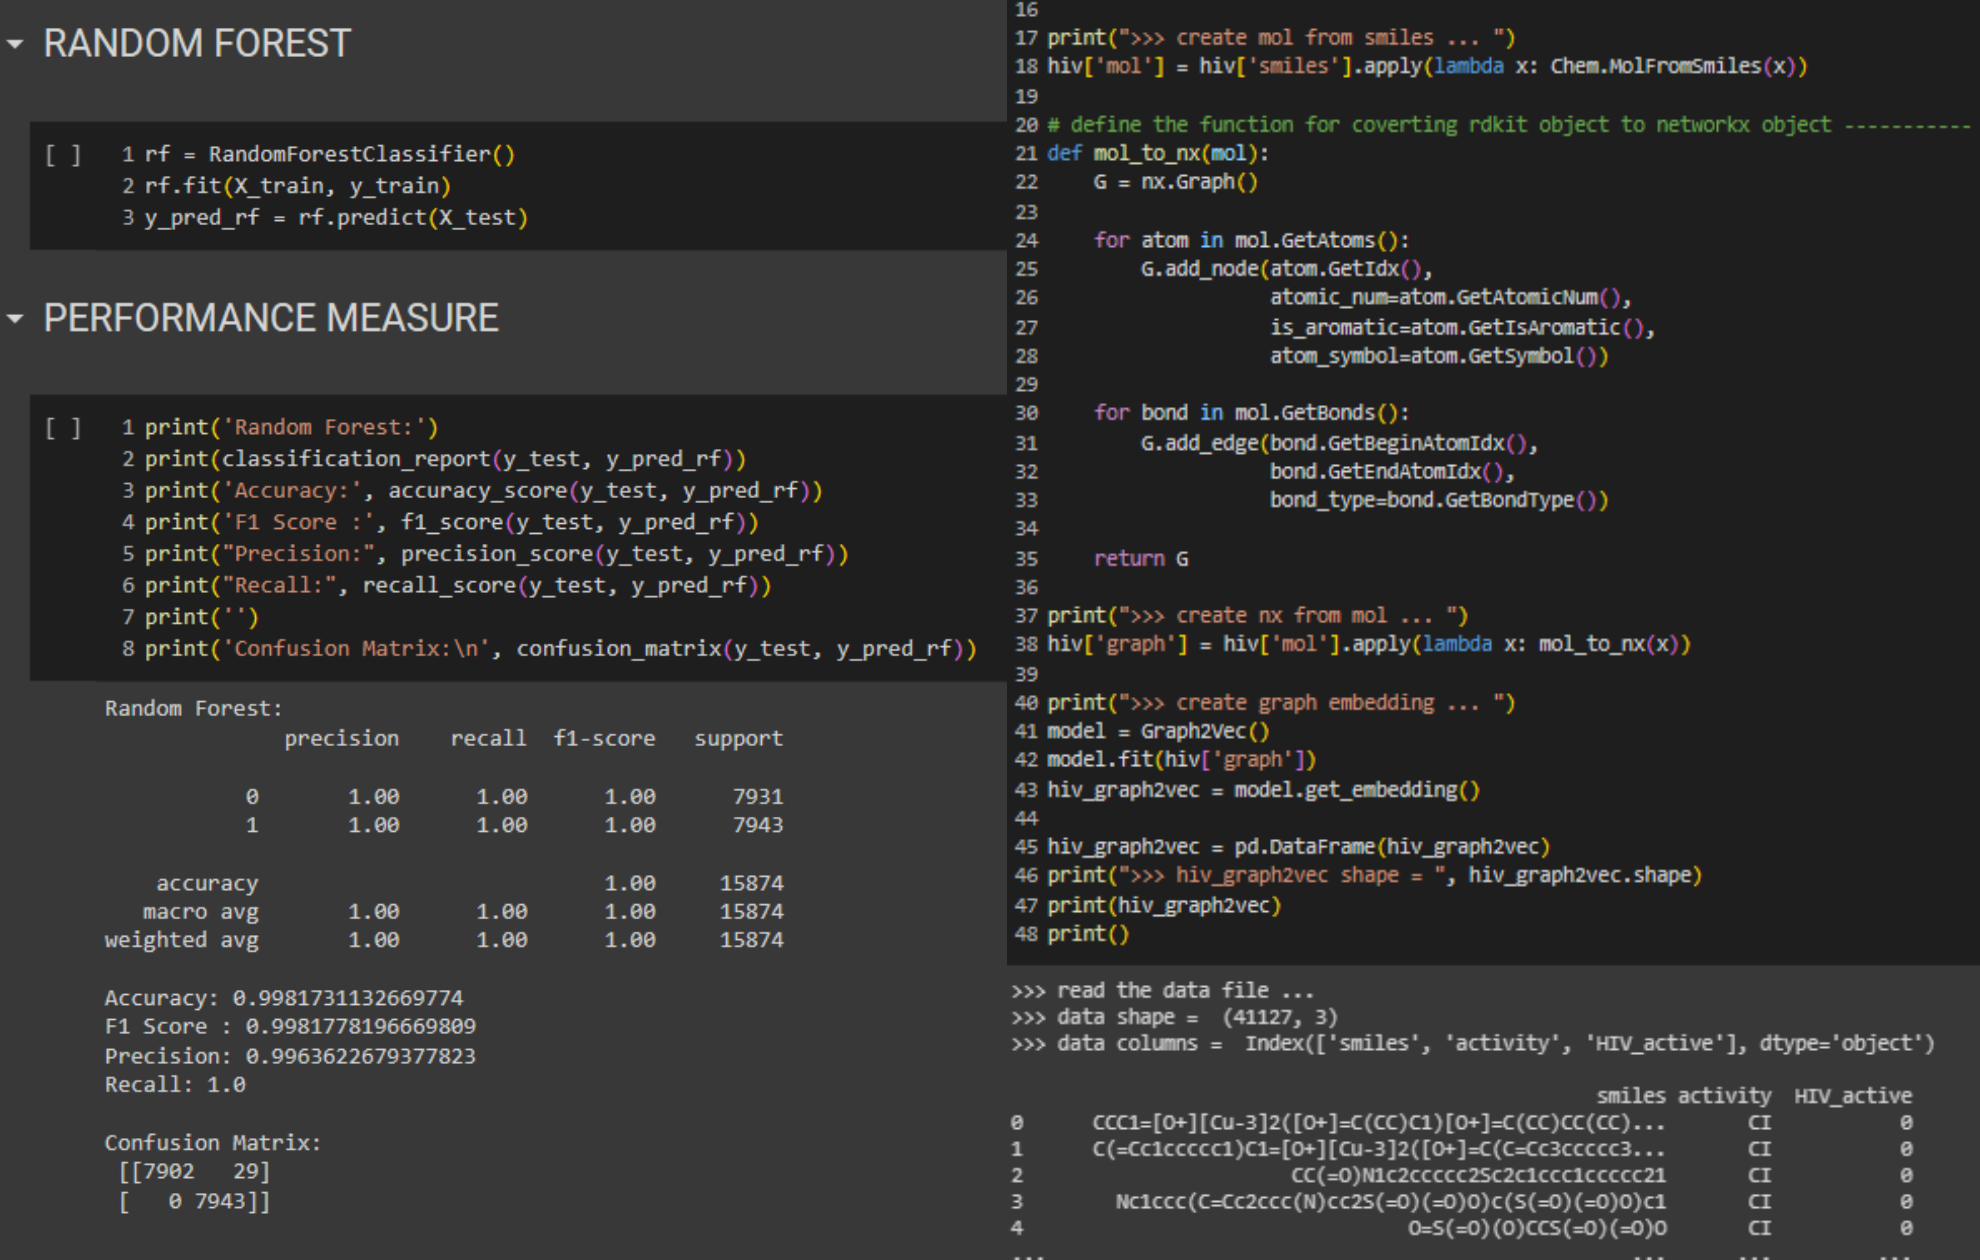 RANDOM FOREST
[ ]
1 rf = RandomForestClassifier()
2 rf.fit(X_train, y_train)
3 y_pred_rf = rf.predict(X_test)
PERFORMANCE MEASURE
[ ]
1 print('Random Forest:')
2 print(classification_report(y_test, y_pred_rf))
3 print('Accuracy:', accuracy_score(y_test, y_pred_rf))
4 print('F1 Score :', f1_score(y_test, y_pred_rf))
5 print("Precision:", precision_score(y_test, y_pred_rf))
6 print("Recall:", recall_score(y_test, y_pred_rf))
7 print('')
8 print('Confusion Matrix:\n', confusion_matrix(y_test, y_pred_rf))
Random Forest:
precision recall f1-score support
0 1.00 1.00 1.00 7931
1 1.00 1.00 1.00 7943
accuracy 1.00 15874
macro avg 1.00 1.00 1.00 15874
weighted avg 1.00 1.00 1.00 15874
Accuracy: 0.9981731132669774
F1 Score : 0.9981778196669809
Precision: 0.9963622679377823
Recall: 1.0
Confusion Matrix:
[[7902 29]
[ 0 7943]]
16
17 print(">>> create mol from smiles ... ")
18 hiv['mol'] = hiv['smiles'].apply(lambda x: Chem.MolFromSmiles(x))
19
20 # define the function for coverting rdkit object to networkx object -----------
21 def mol_to_nx(mol):
22 G = nx.Graph()
23
24 for atom in mol.GetAtoms():
25 G.add_node(atom.GetIdx(),
26 atomic_num=atom.GetAtomicNum(),
27 is_aromatic=atom.GetIsAromatic(),
28 atom_symbol=atom.GetSymbol())
29
30 for bond in mol.GetBonds():
31 G.add_edge(bond.GetBeginAtomIdx(),
32 bond.GetEndAtomIdx(),
33 bond_type=bond.GetBondType())
34
35 return G
36
37 print(">>> create nx from mol ... ")
38 hiv['graph'] = hiv['mol'].apply(lambda x: mol_to_nx(x))
39
40 print(">>> create graph embedding ... ")
41 model = Graph2Vec()
42 model.fit(hiv['graph'])
43 hiv_graph2vec = model.get_embedding()
44
45 hiv_graph2vec = pd.DataFrame(hiv_graph2vec)
46 print(">>> hiv_graph2vec shape = ", hiv_graph2vec.shape)
47 print(hiv_graph2vec)
48 print()
>>> read the data file ...
>>> data shape = (41127, 3)
>>> data columns = Index(['smiles', 'activity', 'HIV_active'], dtype='object')
smiles activity HIV_active
0 CCC1=[O+][Cu-3]2([O+]=C(CC)C1)[O+]=C(CC)CC(CC)... CI 0
1 C(=Cc1ccccc1)C1=[O+][Cu-3]2([O+]=C(C=Cc3ccccc3... CI 0
2 CC(=O)N1c2ccccc2Sc2c1ccc1ccccc21 CI 0
3 Nc1ccc(C=Cc2ccc(N)cc2S(=O)(=O)O)c(S(=O)(=O)O)c1 CI 0
4 O=S(=O)(O)CCS(=O)(=O)O CI 0
... ... ... ...